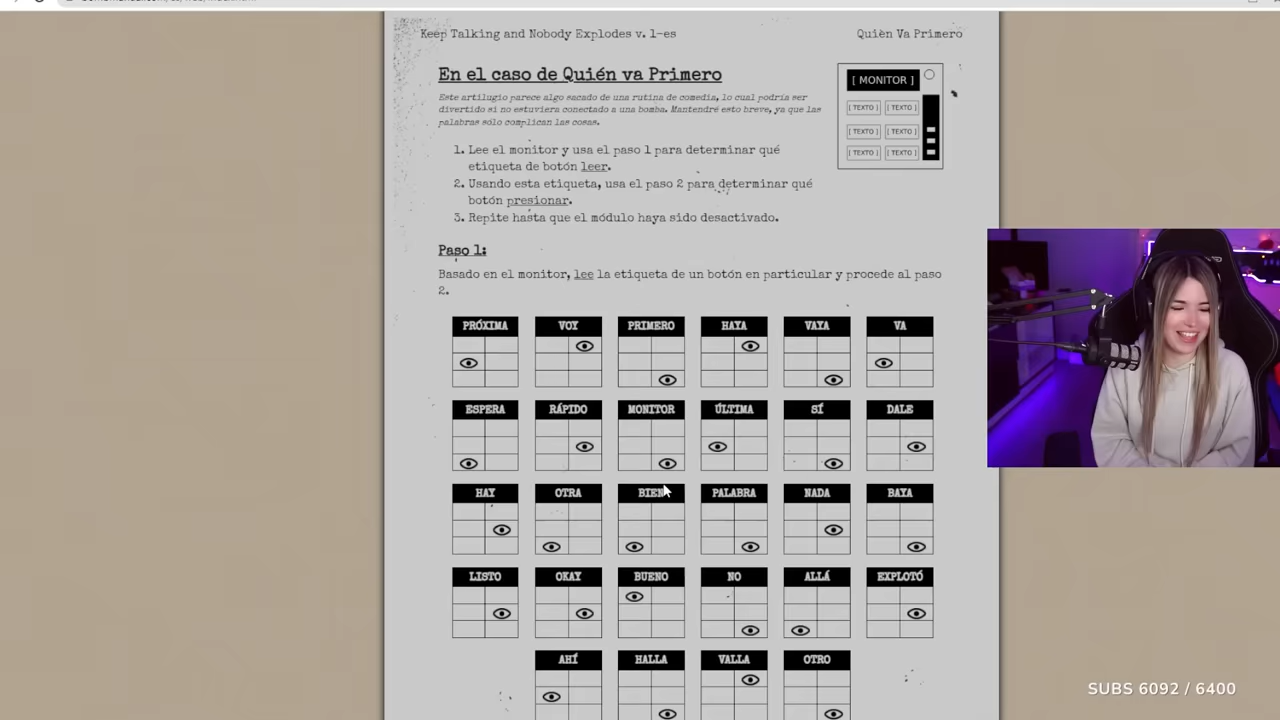 Keep Talking and Nobody Explodes v. 1-es
Quién Va Primero
En el caso de Quién va Primero
[ MONITOR ]
[ TEXTO ] [ TEXTO ]
[ TEXTO ] [ TEXTO ]
[ TEXTO ] [ TEXTO ]
Este artilugio parece algo sacado de una rutina de comedia, lo cual podría ser
divertido si no estuviera conectado a una bomba. Mantendré esto breve, ya que las
palabras sólo complican las cosas.
1. Lee el monitor y usa el paso 1 para determinar qué
etiqueta de botón leer.
2. Usando esta etiqueta, usa el paso 2 para determinar qué
botón presionar.
3. Repite hasta que el módulo haya sido desactivado.
Paso 1:
Basado en el monitor, lee la etiqueta de un botón en particular y procede al paso
2.
PRÓXIMA VOY PRIMERO HAYA VAYA VA
ESPERA RÁPIDO MONITOR ÚLTIMA SÍ DALE
HAY OTRA BIEN PALABRA NADA BAYA
LISTO OKAY BUENO NO ALLÁ EXPLOTÓ
AHÍ HALLA VALLA OTRO
SUBS 6092 / 6400